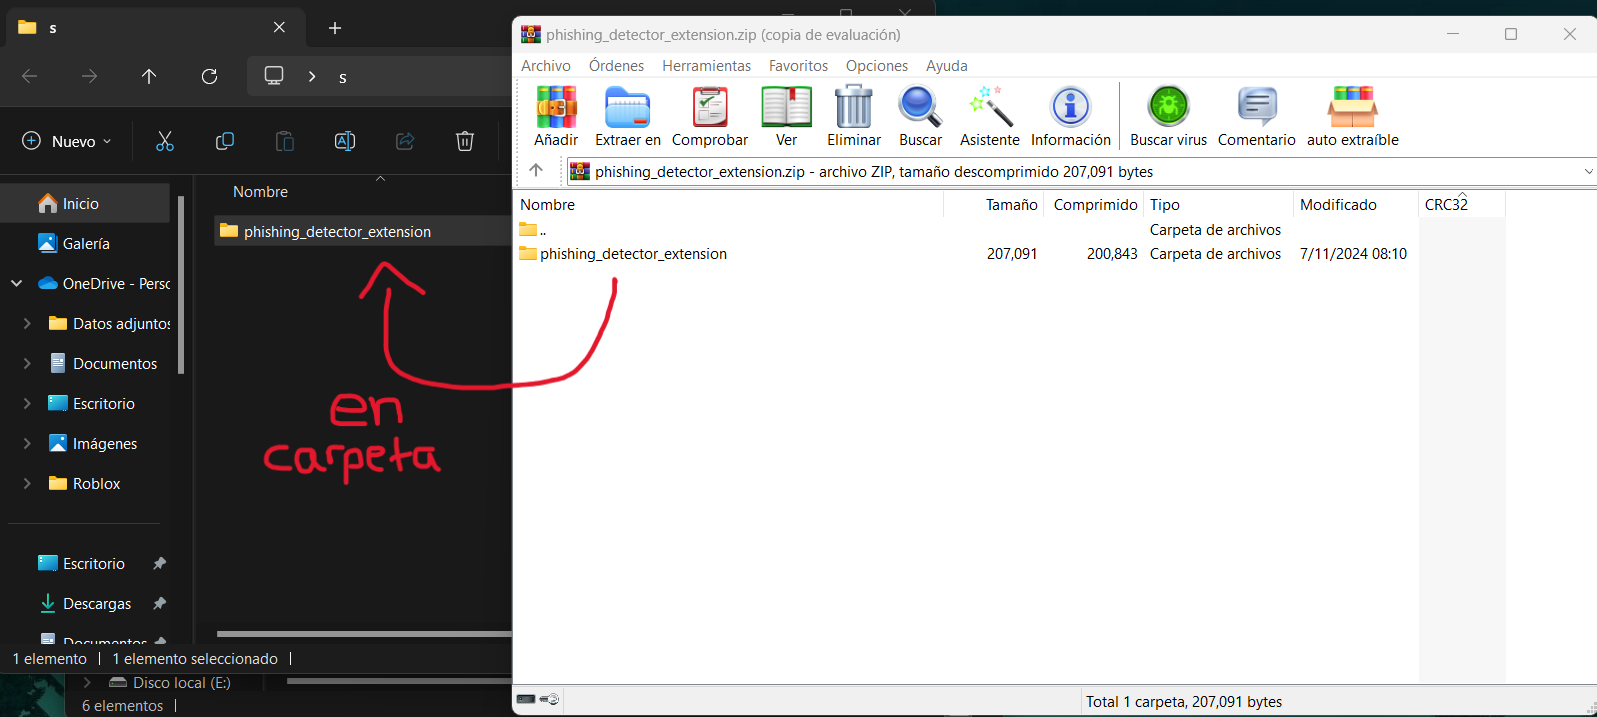 s
s
Nuevo
Nombre
Inicio
phishing_detector_extension
Galería
OneDrive - Persc
Datos adjuntos
Documentos
Escritorio
Imágenes
Roblox
Escritorio
Descargas
Documentos
1 elemento
1 elemento seleccionado
Disco local (E:)
6 elementos
en
carpeta
phishing_detector_extension.zip (copia de evaluación)
Archivo Órdenes Herramientas Favoritos Opciones Ayuda
Añadir Extraer en Comprobar Ver Eliminar Buscar Asistente Información Buscar virus Comentario auto extraíble
phishing_detector_extension.zip - archivo ZIP, tamaño descomprimido 207,091 bytes
Nombre Tamaño Comprimido Tipo Modificado CRC32
.. Carpeta de archivos
phishing_detector_extension 207,091 200,843 Carpeta de archivos 7/11/2024 08:10
Total 1 carpeta, 207,091 bytes